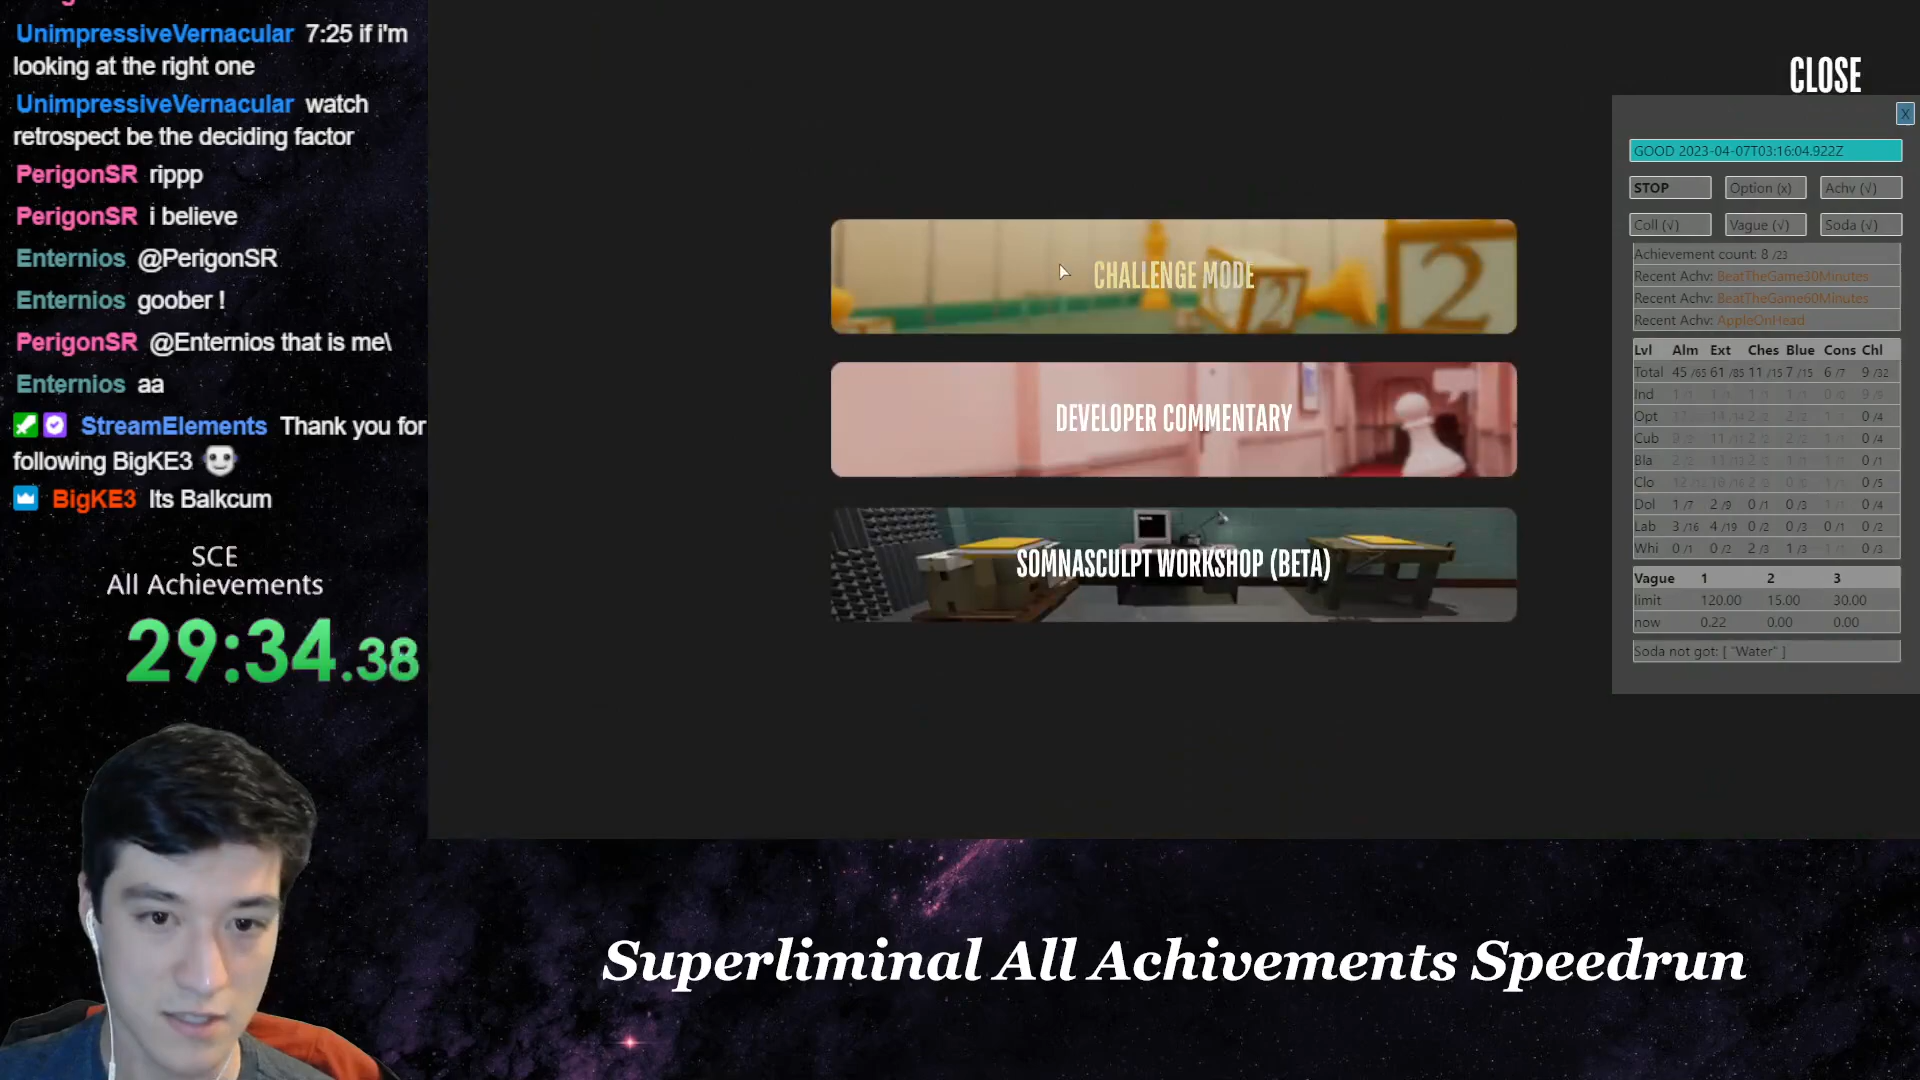 UnimpressiveVernacular 7:25 if i'm
looking at the right one
UnimpressiveVernacular watch
retrospect be the deciding factor
PerigonSR rippp
PerigonSR i believe
Enternios @PerigonSR
Enternios goober !
PerigonSR @Enternios that is me\
Enternios aa
StreamElements Thank you for
following BigKE3
BigKE3 Its Balkcum
SCE
All Achievements
29:34.38
CLOSE
CHALLENGE MODE
2
2
DEVELOPER COMMENTARY
SOMNASCULPT WORKSHOP (BETA)
X
GOOD 2023-04-07T03:16:04.922Z
STOP Option (x) Achv (√)
Coll (√) Vague (√) Soda (√)
Achievement count: 8 /23
Recent Achv: BeatTheGame30Minutes
Recent Achv: BeatTheGame60Minutes
Recent Achv: AppleOnHead
Lvl Alm Ext Ches Blue Cons Chl
Total 45 /65 61 /85 11 /15 7 /15 6 /7 9 /32
Ind 9 /9
Opt 0 /4
Cub 0 /4
Bla 0 /1
Clo 0 /5
Dol 1 /7 2 /9 0 /1 0 /3 1 /1 0 /4
Lab 3 /16 4 /19 0 /2 0 /3 0 /1 0 /2
Whi 0 /1 0 /2 2 /3 1 /3 1 /1 0 /3
Vague 1 2 3
limit 120.00 15.00 30.00
now 0.22 0.00 0.00
Soda not got: [ "Water" ]
Superliminal All Achivements Speedrun